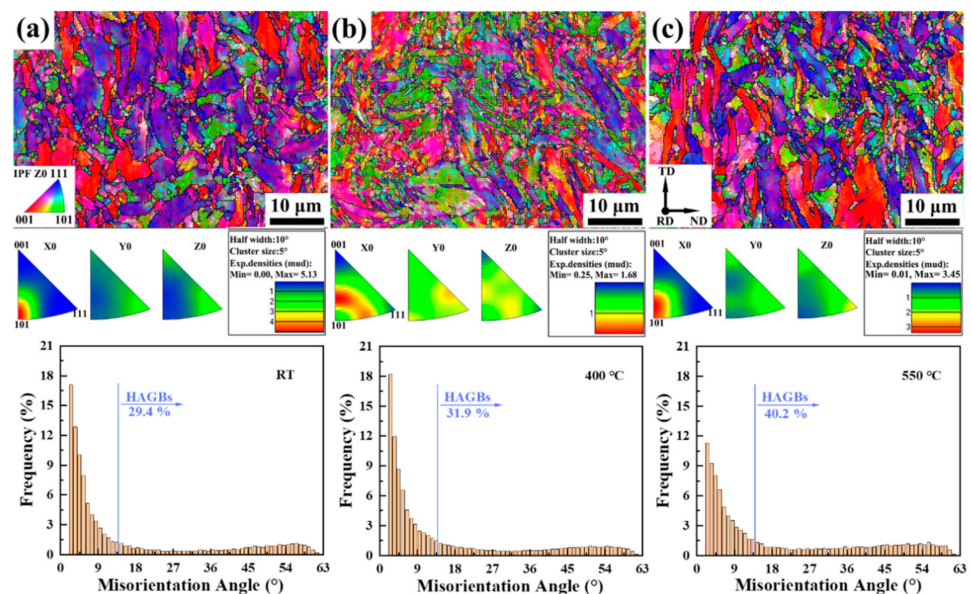 (a)
IPF Z0 111
001 101
10 μm
(b)
10 μm
(c)
TD
RD ND
10 μm
001 X0 Y0 Z0
101 111
Half width:10°
Cluster size:5°
Exp.densities (mud):
Min= 0.00, Max= 5.13
1
2
3
4
001 X0 Y0 Z0
101 111
Half width:10°
Cluster size:5°
Exp.densities (mud):
Min= 0.25, Max= 1.68
1
001 X0 Y0 Z0
101 111
Half width:10°
Cluster size:5°
Exp.densities (mud):
Min= 0.01, Max= 3.45
1
2
3
RT
HAGBs
29.4 %
Frequency (%)
21
18
15
12
9
6
3
0
0 9 18 27 36 45 54 63
Misorientation Angle (°)
400 ℃
HAGBs
31.9 %
Frequency (%)
21
18
15
12
9
6
3
0
0 9 18 27 36 45 54 63
Misorientation Angle (°)
550 ℃
HAGBs
40.2 %
Frequency (%)
21
18
15
12
9
6
3
0
0 9 18 27 36 45 54 63
Misorientation Angle (°)